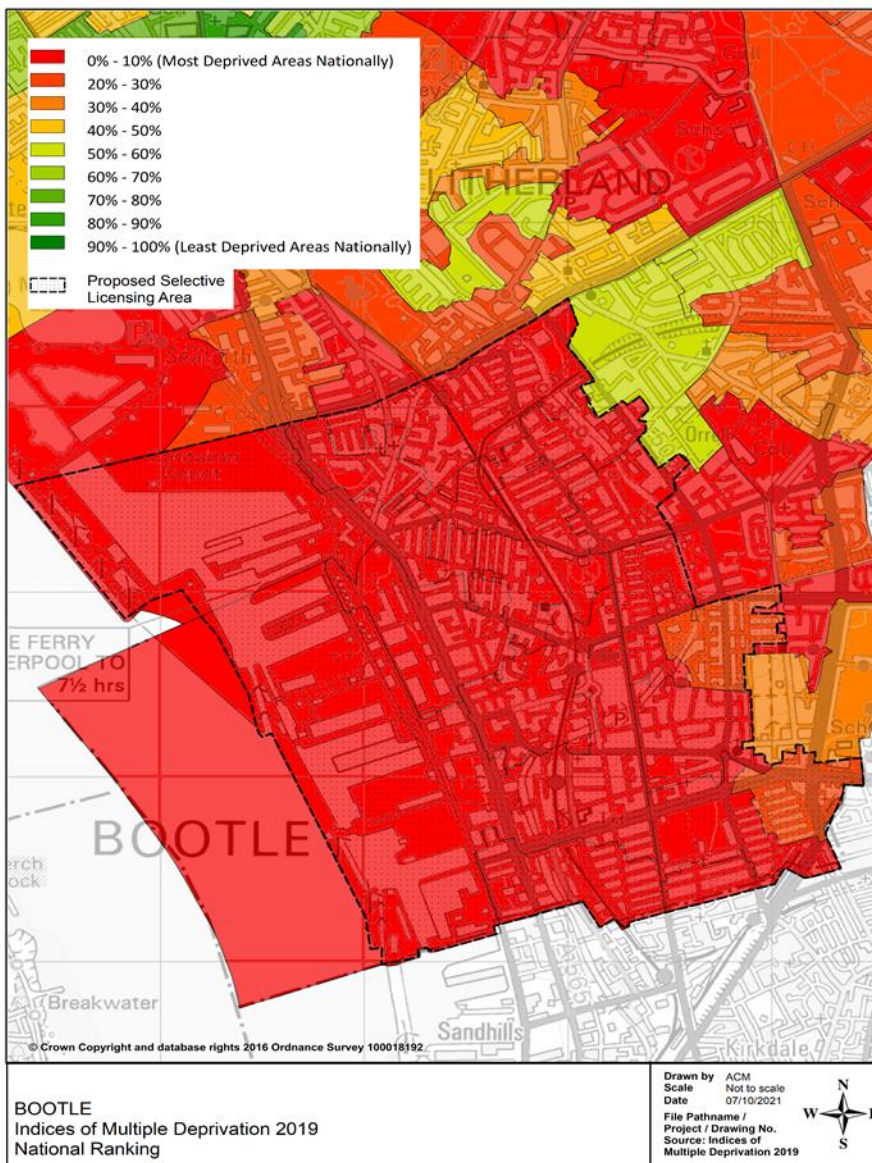 0% - 10% (Most Deprived Areas Nationally)
20% - 30%
30% - 40%
40% - 50%
50% - 60%
60% - 70%
70% - 80%
80% - 90%
90% - 100% (Least Deprived Areas Nationally)
Proposed Selective
Licensing Area
LITHERLAND
E FERRY
ERPOOL TO
7½ hrs
BOOTLE
Breakwater
Sandhills
Kirkdale
A565
© Crown Copyright and database rights 2016 Ordnance Survey 100018192
BOOTLE
Indices of Multiple Deprivation 2019
National Ranking
Drawn by ACM
Scale Not to scale
Date 07/10/2021
File Pathname /
Project / Drawing No.
Source: Indices of
Multiple Deprivation 2019
N
W E
S